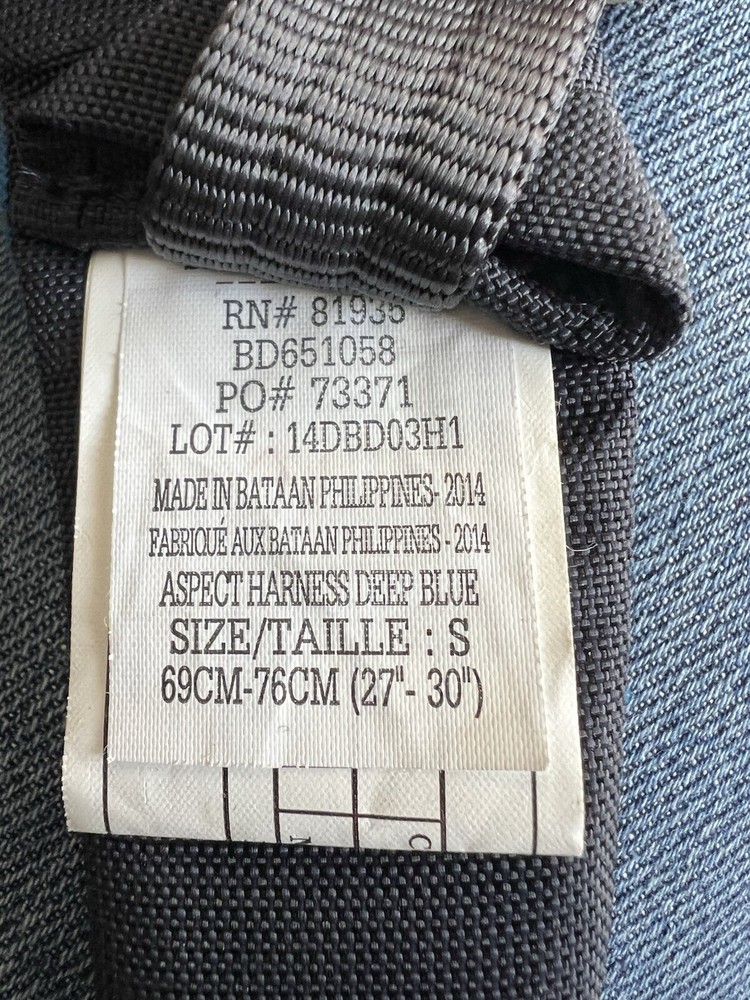 RN# 81935
BD651058
PO# 73371
LOT# : 14DBD03H1
MADE IN BATAAN PHILIPPINES- 2014
FABRIQUÉ AUX BATAAN PHILIPPINES - 2014
ASPECT HARNESS DEEP BLUE
SIZE/TAILLE : S
69CM-76CM (27"- 30")